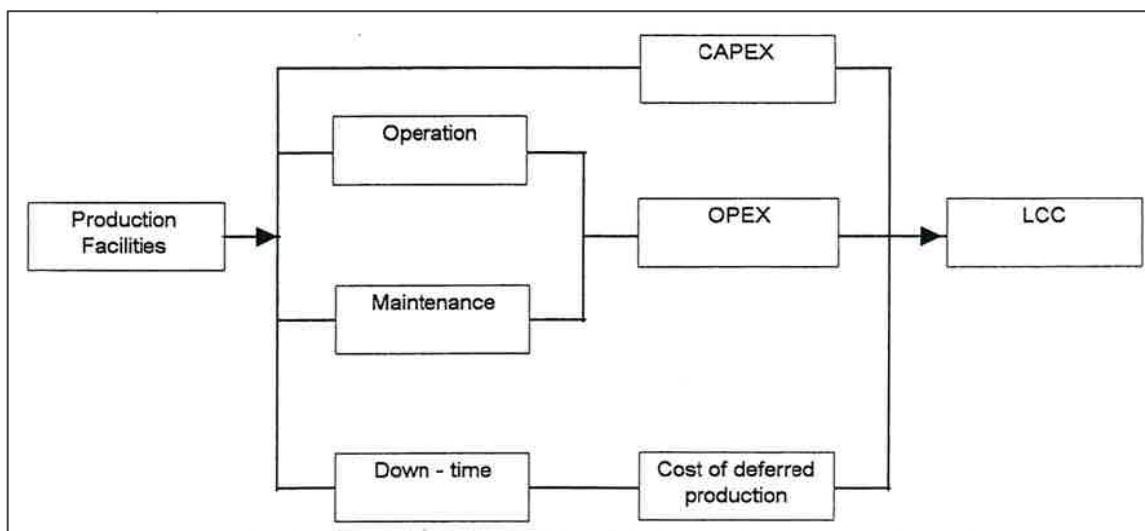 CAPEX
Operation
Production
Facilities
OPEX
LCC
Maintenance
Down - time
Cost of deferred
production